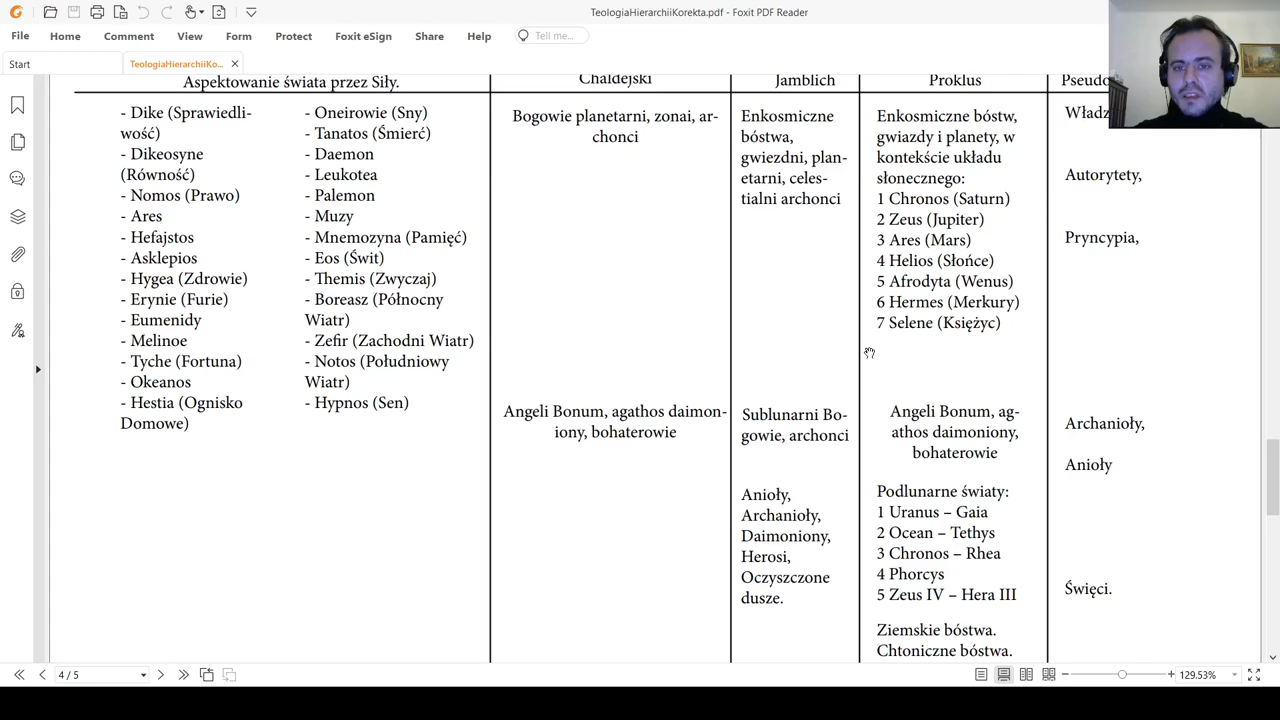 TeologiaHierarchiiKorekta.pdf - Foxit PDF Reader
File Home Comment View Form Protect Foxit eSign Share Help Tell me...
Start TeologiaHierarchiiKo...
Aspektowanie świata przez Siły.
Chaldejski
Jamblich
Proklus
Pseudo
- Dike (Sprawiedli-
wość)
- Dikeosyne
(Równość)
- Nomos (Prawo)
- Ares
- Hefajstos
- Asklepios
- Hygea (Zdrowie)
- Erynie (Furie)
- Eumenidy
- Melinoe
- Tyche (Fortuna)
- Okeanos
- Hestia (Ognisko
Domowe)
- Oneirowie (Sny)
- Tanatos (Śmierć)
- Daemon
- Leukotea
- Palemon
- Muzy
- Mnemozyna (Pamięć)
- Eos (Świt)
- Themis (Zwyczaj)
- Boreasz (Północny
Wiatr)
- Zefir (Zachodni Wiatr)
- Notos (Południowy
Wiatr)
- Hypnos (Sen)
Bogowie planetarni, zonai, ar-
chonci
Angeli Bonum, agathos daimon-
iony, bohaterowie
Enkosmiczne
bóstwa,
gwiezdni, plan-
etarni, celes-
tialni archonci
Sublunarni Bo-
gowie, archonci
Anioły,
Archanioły,
Daimoniony,
Herosi,
Oczyszczone
dusze.
Enkosmiczne bóstw,
gwiazdy i planety, w
kontekście układu
słonecznego:
1 Chronos (Saturn)
2 Zeus (Jupiter)
3 Ares (Mars)
4 Helios (Słońce)
5 Afrodyta (Wenus)
6 Hermes (Merkury)
7 Selene (Księżyc)
Angeli Bonum, ag-
athos daimoniony,
bohaterowie
Podlunarne światy:
1 Uranus – Gaia
2 Ocean – Tethys
3 Chronos – Rhea
4 Phorcys
5 Zeus IV – Hera III
Ziemskie bóstwa.
Chtoniczne bóstwa.
Władz
Autorytety,
Pryncypia,
Archanioły,
Anioły
Święci.
4 / 5
129.53%